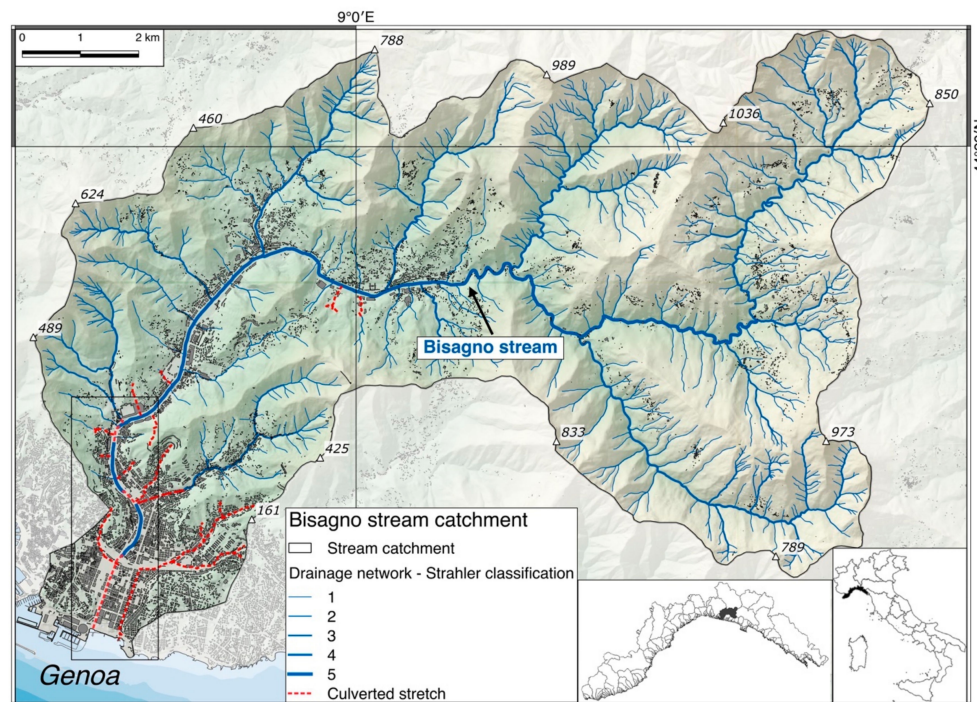 9°0′E
0 1 2 km
788
989
850
1036
460
624
489
Bisagno stream
833
973
425
161
789
Bisagno stream catchment
Stream catchment
Drainage network - Strahler classification
1
2
3
4
5
Culverted stretch
Genoa